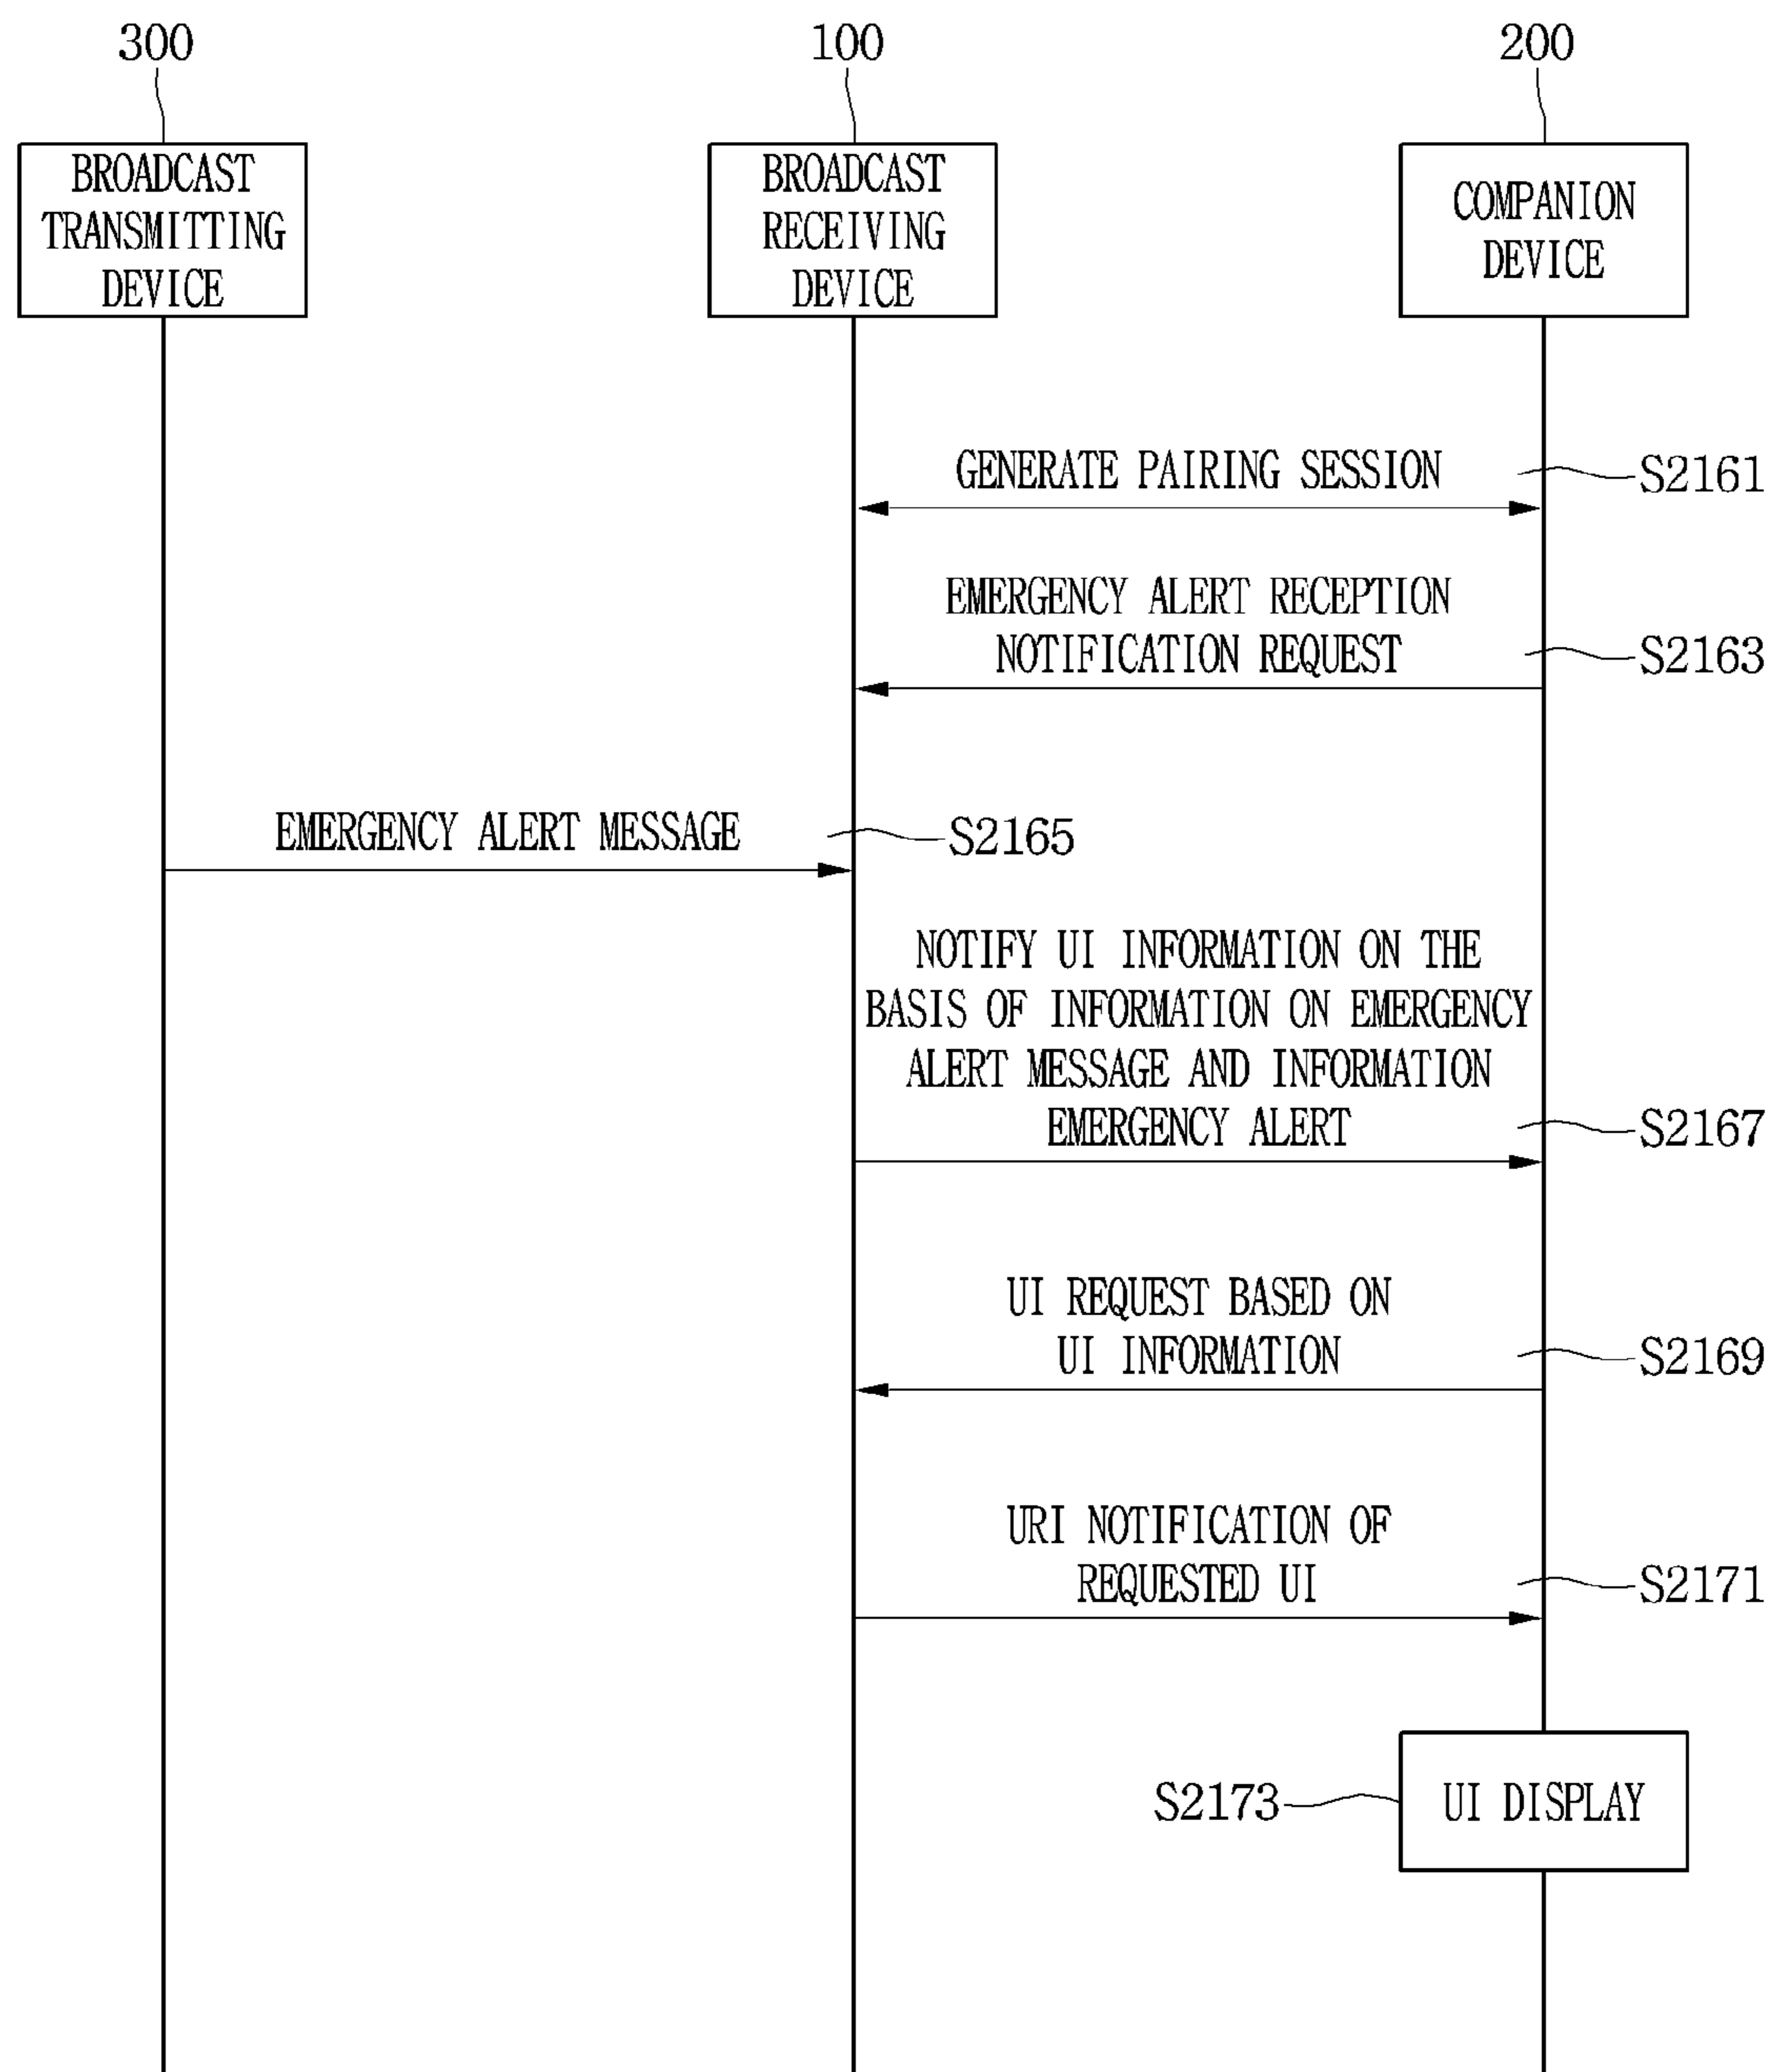 300
100
200
BROADCAST
TRANSMITTING
DEVICE
BROADCAST
RECEIVING
DEVICE
COMPANION
DEVICE
GENERATE PAIRING SESSION
S2161
EMERGENCY ALERT RECEPTION
NOTIFICATION REQUEST
S2163
EMERGENCY ALERT MESSAGE
S2165
NOTIFY UI INFORMATION ON THE
BASIS OF INFORMATION ON EMERGENCY
ALERT MESSAGE AND INFORMATION
EMERGENCY ALERT
S2167
UI REQUEST BASED ON
UI INFORMATION
S2169
URI NOTIFICATION OF
REQUESTED UI
S2171
S2173
UI DISPLAY